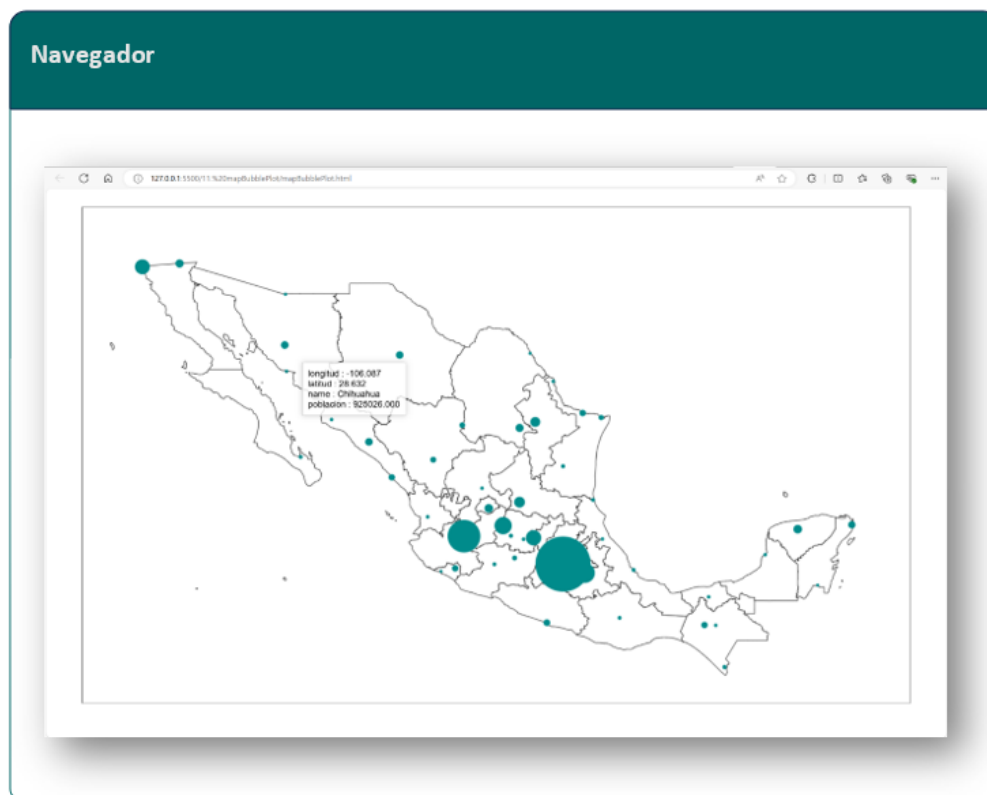 Navegador
127.0.0.1:5500/11.%20mapBubblePlot/mapBubblePlot.html
longitud : -106.087
latitud : 28.632
name : Chihuahua
poblacion : 925026.000